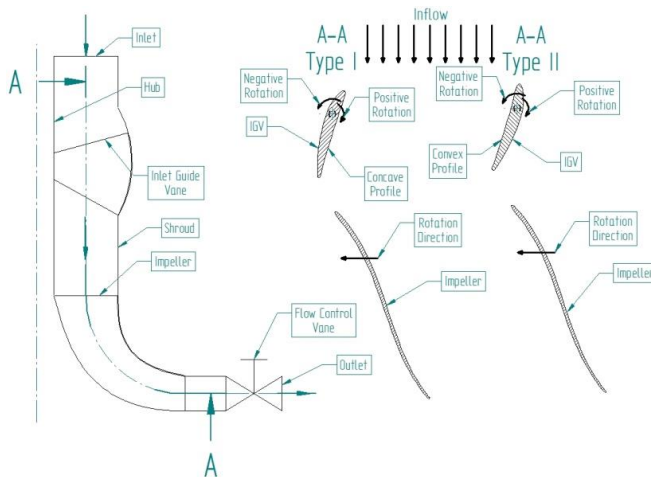 Inlet
A
Hub
Inlet Guide
Vane
Shroud
Impeller
Flow Control
Vane
Outlet
A
Inflow
A-A
Type I
Negative
Rotation
Positive
Rotation
IGV
Concave
Profile
Rotation
Direction
Impeller
A-A
Type II
Negative
Rotation
Positive
Rotation
Convex
Profile
IGV
Rotation
Direction
Impeller